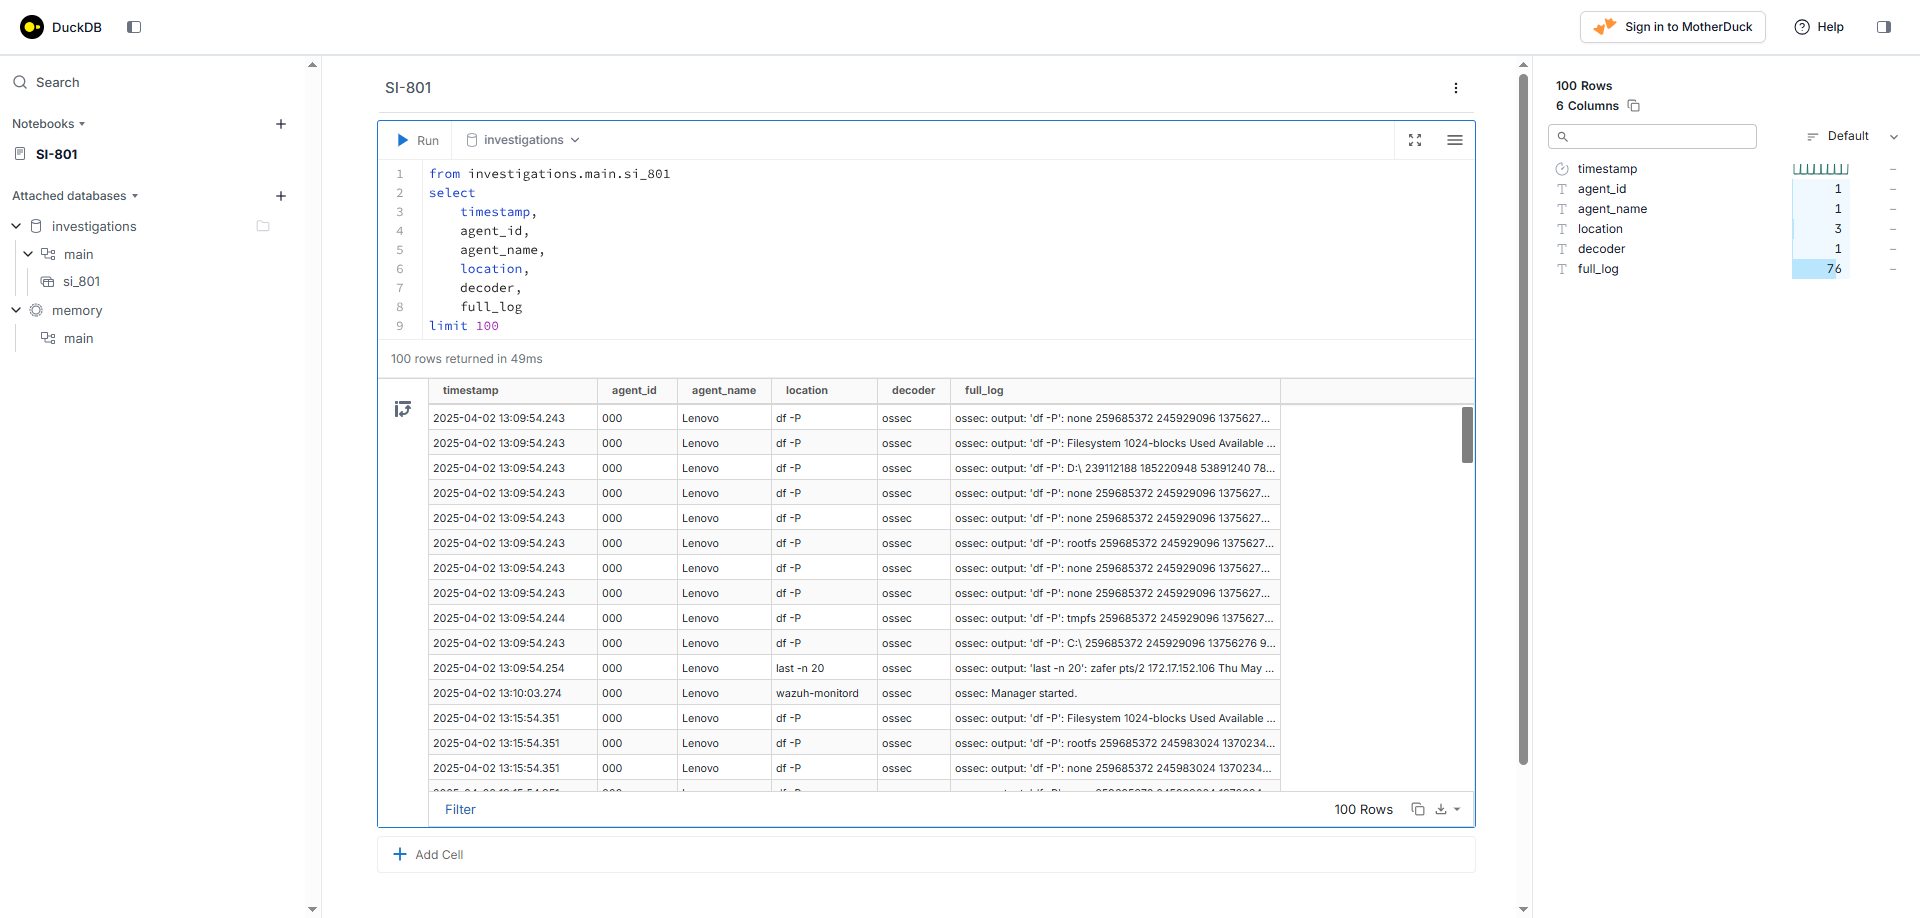 DuckDB
Sign in to MotherDuck
Help
Search
Notebooks
SI-801
Attached databases
investigations
main
si_801
memory
main
SI-801
Run
investigations
1 from investigations.main.si_801
2 select
3 timestamp,
4 agent_id,
5 agent_name,
6 location,
7 decoder,
8 full_log
9 limit 100
100 rows returned in 49ms
timestamp agent_id agent_name location decoder full_log
2025-04-02 13:09:54.243 000 Lenovo df -P ossec ossec: output: 'df -P': none 259685372 245929096 1375627...
2025-04-02 13:09:54.243 000 Lenovo df -P ossec ossec: output: 'df -P': Filesystem 1024-blocks Used Available ...
2025-04-02 13:09:54.243 000 Lenovo df -P ossec ossec: output: 'df -P': D:\ 239112188 185220948 53891240 78...
2025-04-02 13:09:54.243 000 Lenovo df -P ossec ossec: output: 'df -P': none 259685372 245929096 1375627...
2025-04-02 13:09:54.243 000 Lenovo df -P ossec ossec: output: 'df -P': none 259685372 245929096 1375627...
2025-04-02 13:09:54.243 000 Lenovo df -P ossec ossec: output: 'df -P': rootfs 259685372 245929096 1375627...
2025-04-02 13:09:54.243 000 Lenovo df -P ossec ossec: output: 'df -P': none 259685372 245929096 1375627...
2025-04-02 13:09:54.243 000 Lenovo df -P ossec ossec: output: 'df -P': none 259685372 245929096 1375627...
2025-04-02 13:09:54.244 000 Lenovo df -P ossec ossec: output: 'df -P': tmpfs 259685372 245929096 1375627...
2025-04-02 13:09:54.243 000 Lenovo df -P ossec ossec: output: 'df -P': C:\ 259685372 245929096 13756276 9...
2025-04-02 13:09:54.254 000 Lenovo last -n 20 ossec ossec: output: 'last -n 20': zafer pts/2 172.17.152.106 Thu May ...
2025-04-02 13:10:03.274 000 Lenovo wazuh-monitord ossec ossec: Manager started.
2025-04-02 13:15:54.351 000 Lenovo df -P ossec ossec: output: 'df -P': Filesystem 1024-blocks Used Available ...
2025-04-02 13:15:54.351 000 Lenovo df -P ossec ossec: output: 'df -P': rootfs 259685372 245983024 1370234...
2025-04-02 13:15:54.351 000 Lenovo df -P ossec ossec: output: 'df -P': none 259685372 245983024 1370234...
Filter
100 Rows
Add Cell
100 Rows
6 Columns
Default
timestamp –
agent_id 1 –
agent_name 1 –
location 3 –
decoder 1 –
full_log 76 –